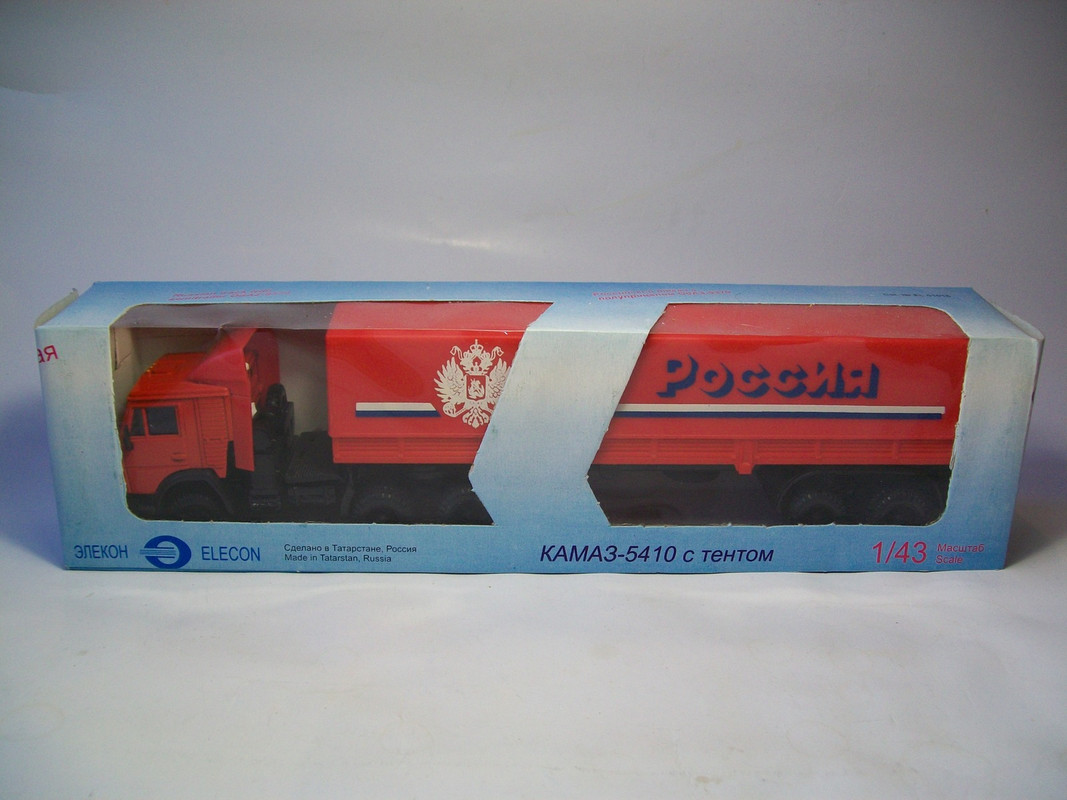 Россия
ЭЛЕКОН
ELECON
Сделано в Татарстане, Россия
Made in Tatarstan, Russia
КАМАЗ-5410 с тентом
1/43
Масштаб
Scale